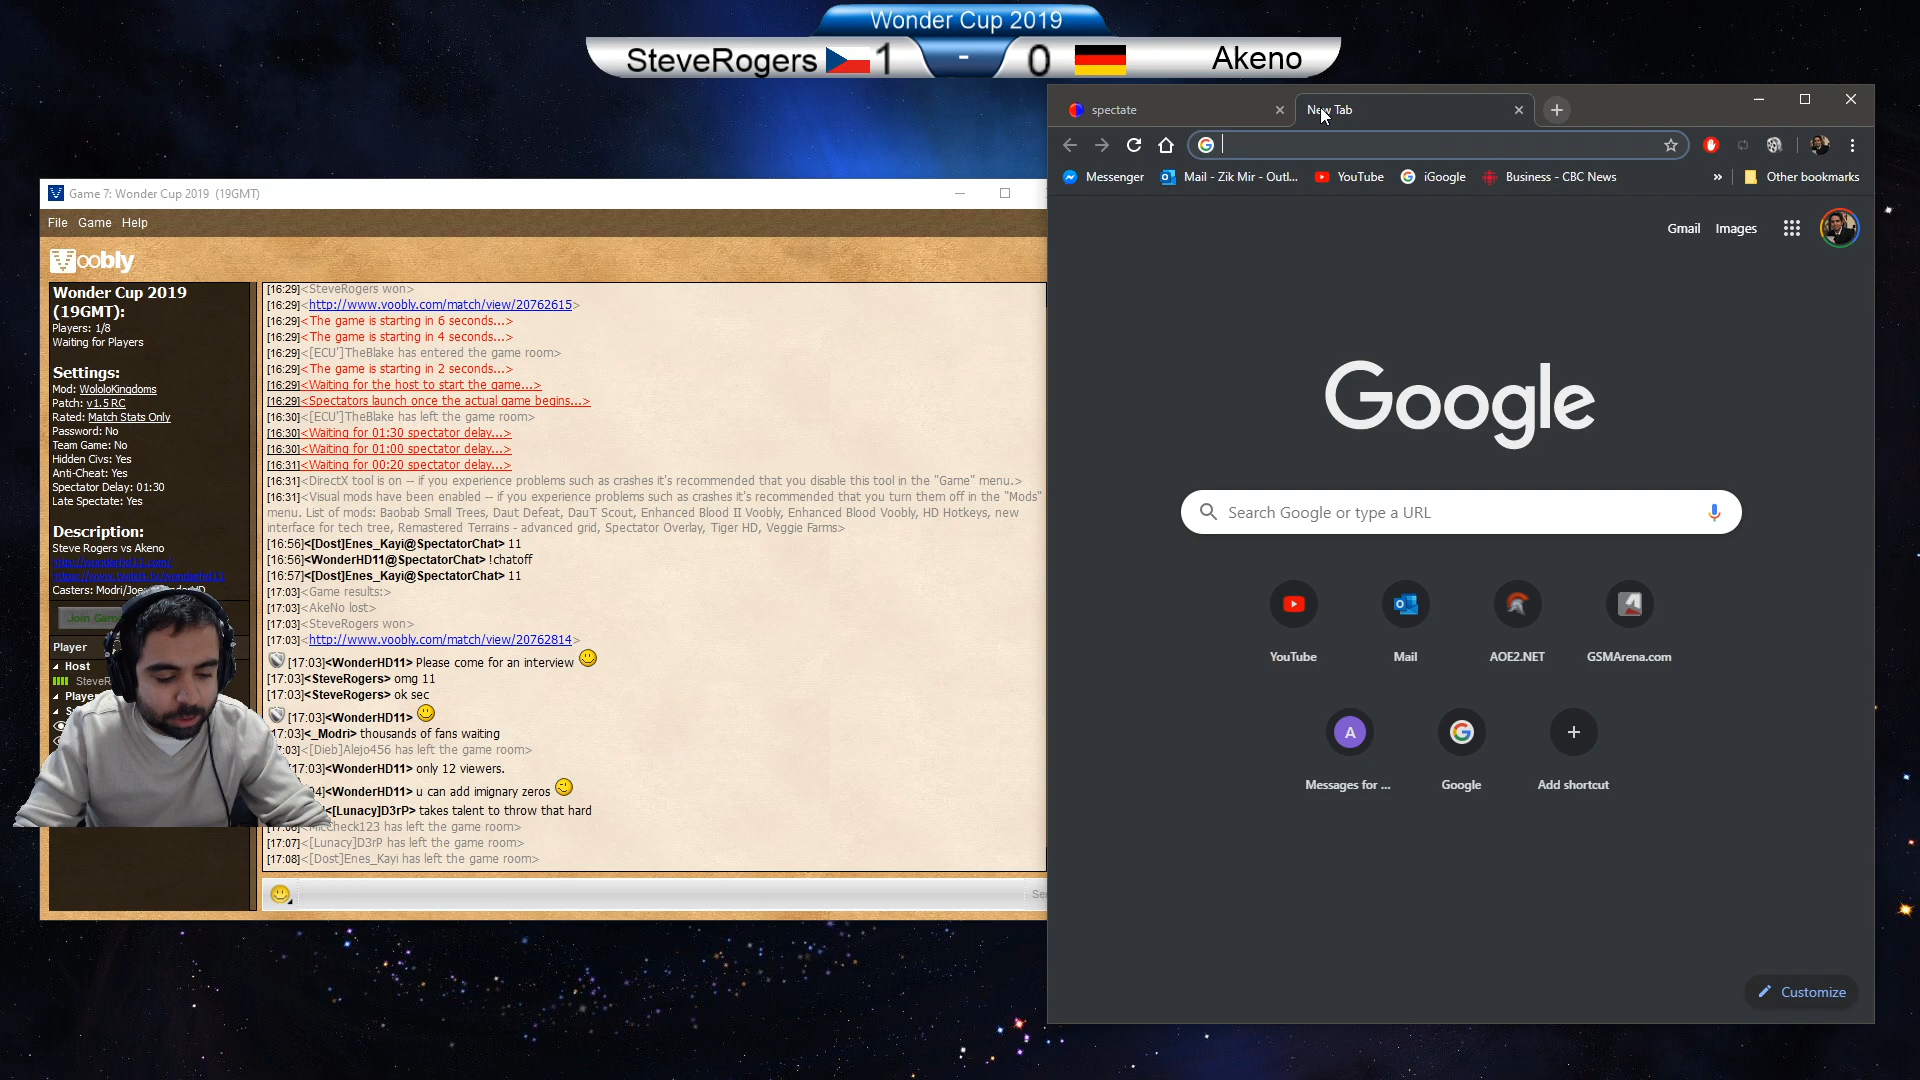 Wonder Cup 2019
SteveRogers 1 - 0 Akeno
spectate
New Tab
Messenger
Mail - Zik Mir - Outl...
YouTube
iGoogle
Business - CBC News
»
Other bookmarks
Gmail
Images
Google
Search Google or type a URL
YouTube
Mail
AOE2.NET
GSMArena.com
A
Messages for ...
Google
Add shortcut
Customize
Game 7: Wonder Cup 2019 (19GMT)
File Game Help
Voobly
Wonder Cup 2019
(19GMT):
Players: 1/8
Waiting for Players
Settings:
Mod: WololoKingdoms
Patch: v1.5 RC
Rated: Match Stats Only
Password: No
Team Game: No
Hidden Civs: Yes
Anti-Cheat: Yes
Spectator Delay: 01:30
Late Spectate: Yes
Description:
Steve Rogers vs Akeno
Casters: Modri/Joe
Join Gam
Player
Host
SteveR
Player
[16:29]<SteveRogers won>
[16:29]<http://www.voobly.com/match/view/20762615>
[16:29]<The game is starting in 6 seconds...>
[16:29]<The game is starting in 4 seconds...>
[16:29]<[ECU']TheBlake has entered the game room>
[16:29]<The game is starting in 2 seconds...>
[16:29]<Waiting for the host to start the game...>
[16:29]<Spectators launch once the actual game begins...>
[16:30]<[ECU']TheBlake has left the game room>
[16:30]<Waiting for 01:30 spectator delay...>
[16:30]<Waiting for 01:00 spectator delay...>
[16:31]<Waiting for 00:20 spectator delay...>
[16:31]<DirectX tool is on -- if you experience problems such as crashes it's recommended that you disable this tool in the "Game" menu.>
[16:31]<Visual mods have been enabled -- if you experience problems such as crashes it's recommended that you turn them off in the "Mods"
menu. List of mods: Baobab Small Trees, Daut Defeat, DauT Scout, Enhanced Blood II Voobly, Enhanced Blood Voobly, HD Hotkeys, new
interface for tech tree, Remastered Terrains - advanced grid, Spectator Overlay, Tiger HD, Veggie Farms>
[16:56]<[Dost]Enes_Kayi@SpectatorChat> 11
[16:56]<WonderHD11@SpectatorChat> !chatoff
[16:57]<[Dost]Enes_Kayi@SpectatorChat> 11
[17:03]<Game results:>
[17:03]<AkeNo lost>
[17:03]<SteveRogers won>
[17:03]<http://www.voobly.com/match/view/20762814>
[17:03]<WonderHD11> Please come for an interview
[17:03]<SteveRogers> omg 11
[17:03]<SteveRogers> ok sec
[17:03]<WonderHD11>
17:03]<_Modri> thousands of fans waiting
:03]<[Dieb]Alejo456 has left the game room>
17:03]<WonderHD11> only 12 viewers.
04]<WonderHD11> u can add imignary zeros
<[Lunacy]D3rP> takes talent to throw that hard
check123 has left the game room>
[17:07]<[Lunacy]D3rP has left the game room>
[17:08]<[Dost]Enes_Kayi has left the game room>